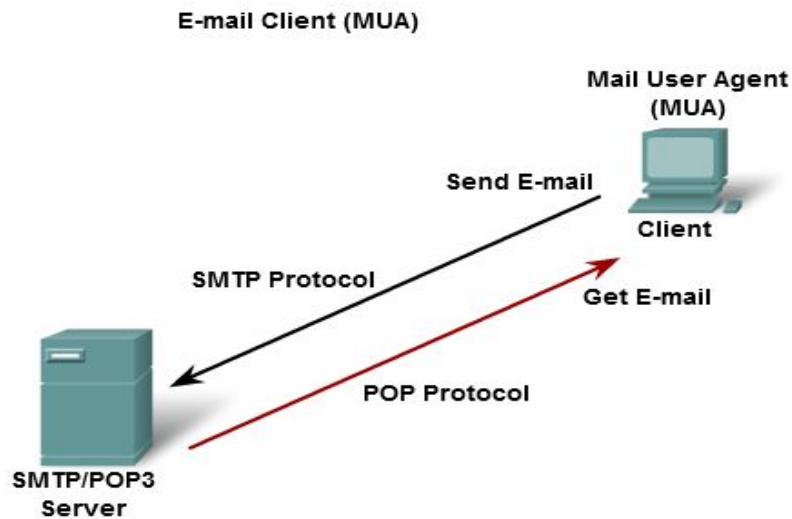 E-mail Client (MUA)
Mail User Agent
(MUA)
Send E-mail
Client
SMTP Protocol
Get E-mail
POP Protocol
SMTP/POP3
Server